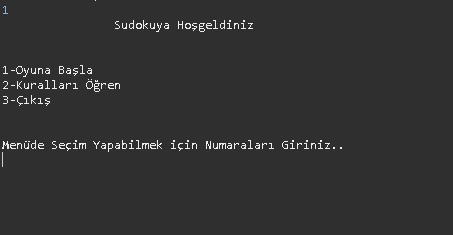 1
Sudokuya Hoşgeldiniz
1-Oyuna Başla
2-Kuralları Öğren
3-Çıkış
Menüde Seçim Yapabilmek için Numaraları Giriniz..